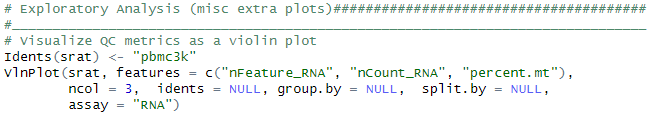 # Exploratory Analysis (misc extra plots)#######################################
#_______________________________________________________________________________
# Visualize QC metrics as a violin plot
Idents(srat) <- "pbmc3k"
VlnPlot(srat, features = c("nFeature_RNA", "nCount_RNA", "percent.mt"),
        ncol = 3,  idents = NULL, group.by = NULL,  split.by = NULL,
        assay = "RNA")